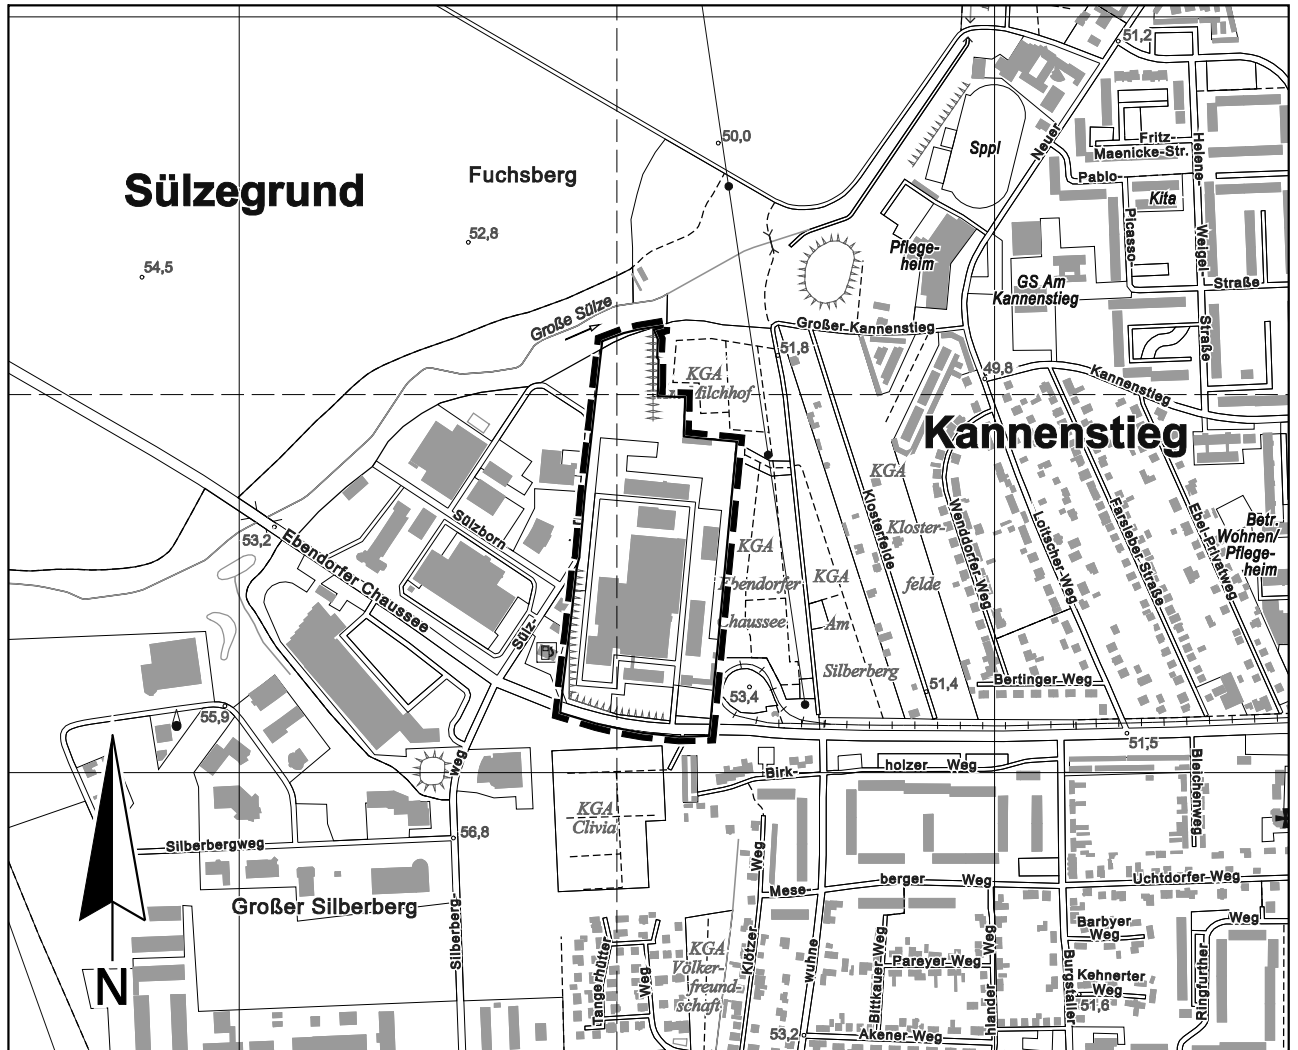 51,2
50,0
Sppl
Neuer
Fritz-
Maenicke-Str.
Helene-
Weigel-
Straße
Pablo-
Picasso-
Straße
Kita
Sülzegrund
Fuchsberg
52,8
54,5
Pflege-
heim
GS Am
Kannenstieg
Große Sülze
Großer Kannenstieg
51,8
49,8
Kannenstieg
KGA
Milchhof
Kannenstieg
KGA
Kloster-
felde
Klosterfelde
Wenddorfer Weg
Loitscher Weg
Farsleber Straße
Ebel-Privatweg
Betr.
Wohnen/
Pflege-
heim
Sülzborn
53,2
Ebendorfer Chaussee
Sülz-
weg
KGA
Ebendorfer
Chaussee
KGA
Am
Silberberg
53,4
51,4
Bertinger Weg
51,5
55,9
Birk-
holzer Weg
Bleichenweg
KGA
Clivia
56,8
Silberbergweg
Großer Silberberg
Silberberg-
Weg
Klötzer
Mese-
berger Weg
Uchtdorfer Weg
Barbyer
Weg
Weg
Ringfurther
KGA
Völker-
freund-
schaft
Tangerhütter
Weg
wuhne
Bittkauer Weg
Pareyer Weg
Weg
hlander
Burgstaller
Kehnerter
Weg
51,6
53,2
Akener Weg
N